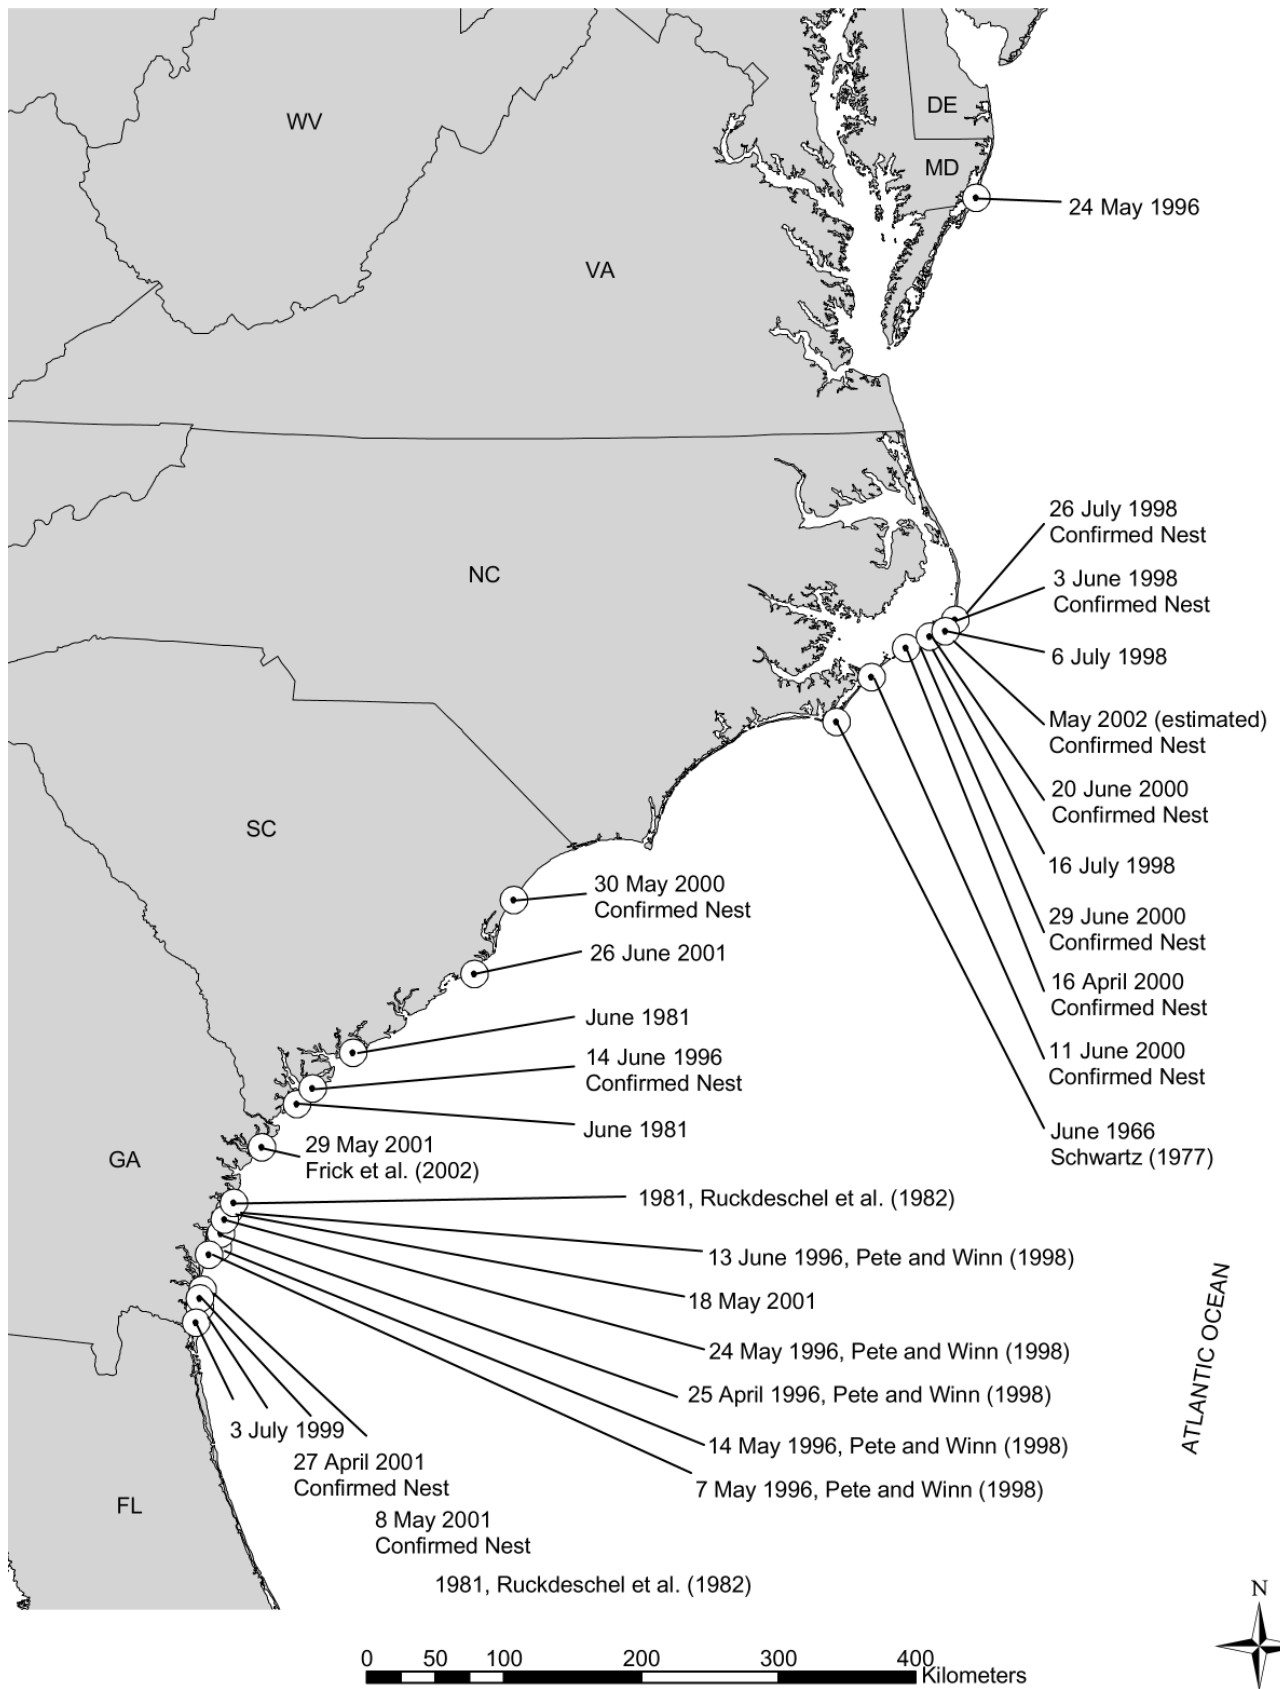 WV
DE
MD
24 May 1996
VA
26 July 1998
Confirmed Nest
NC
3 June 1998
Confirmed Nest
6 July 1998
May 2002 (estimated)
Confirmed Nest
20 June 2000
Confirmed Nest
SC
16 July 1998
30 May 2000
Confirmed Nest
29 June 2000
Confirmed Nest
26 June 2001
16 April 2000
Confirmed Nest
June 1981
14 June 1996
Confirmed Nest
11 June 2000
Confirmed Nest
June 1981
June 1966
Schwartz (1977)
GA
29 May 2001
Frick et al. (2002)
1981, Ruckdeschel et al. (1982)
13 June 1996, Pete and Winn (1998)
18 May 2001
24 May 1996, Pete and Winn (1998)
25 April 1996, Pete and Winn (1998)
ATLANTIC OCEAN
3 July 1999
14 May 1996, Pete and Winn (1998)
27 April 2001
Confirmed Nest
7 May 1996, Pete and Winn (1998)
FL
8 May 2001
Confirmed Nest
1981, Ruckdeschel et al. (1982)
N
0 50 100 200 300 400
Kilometers